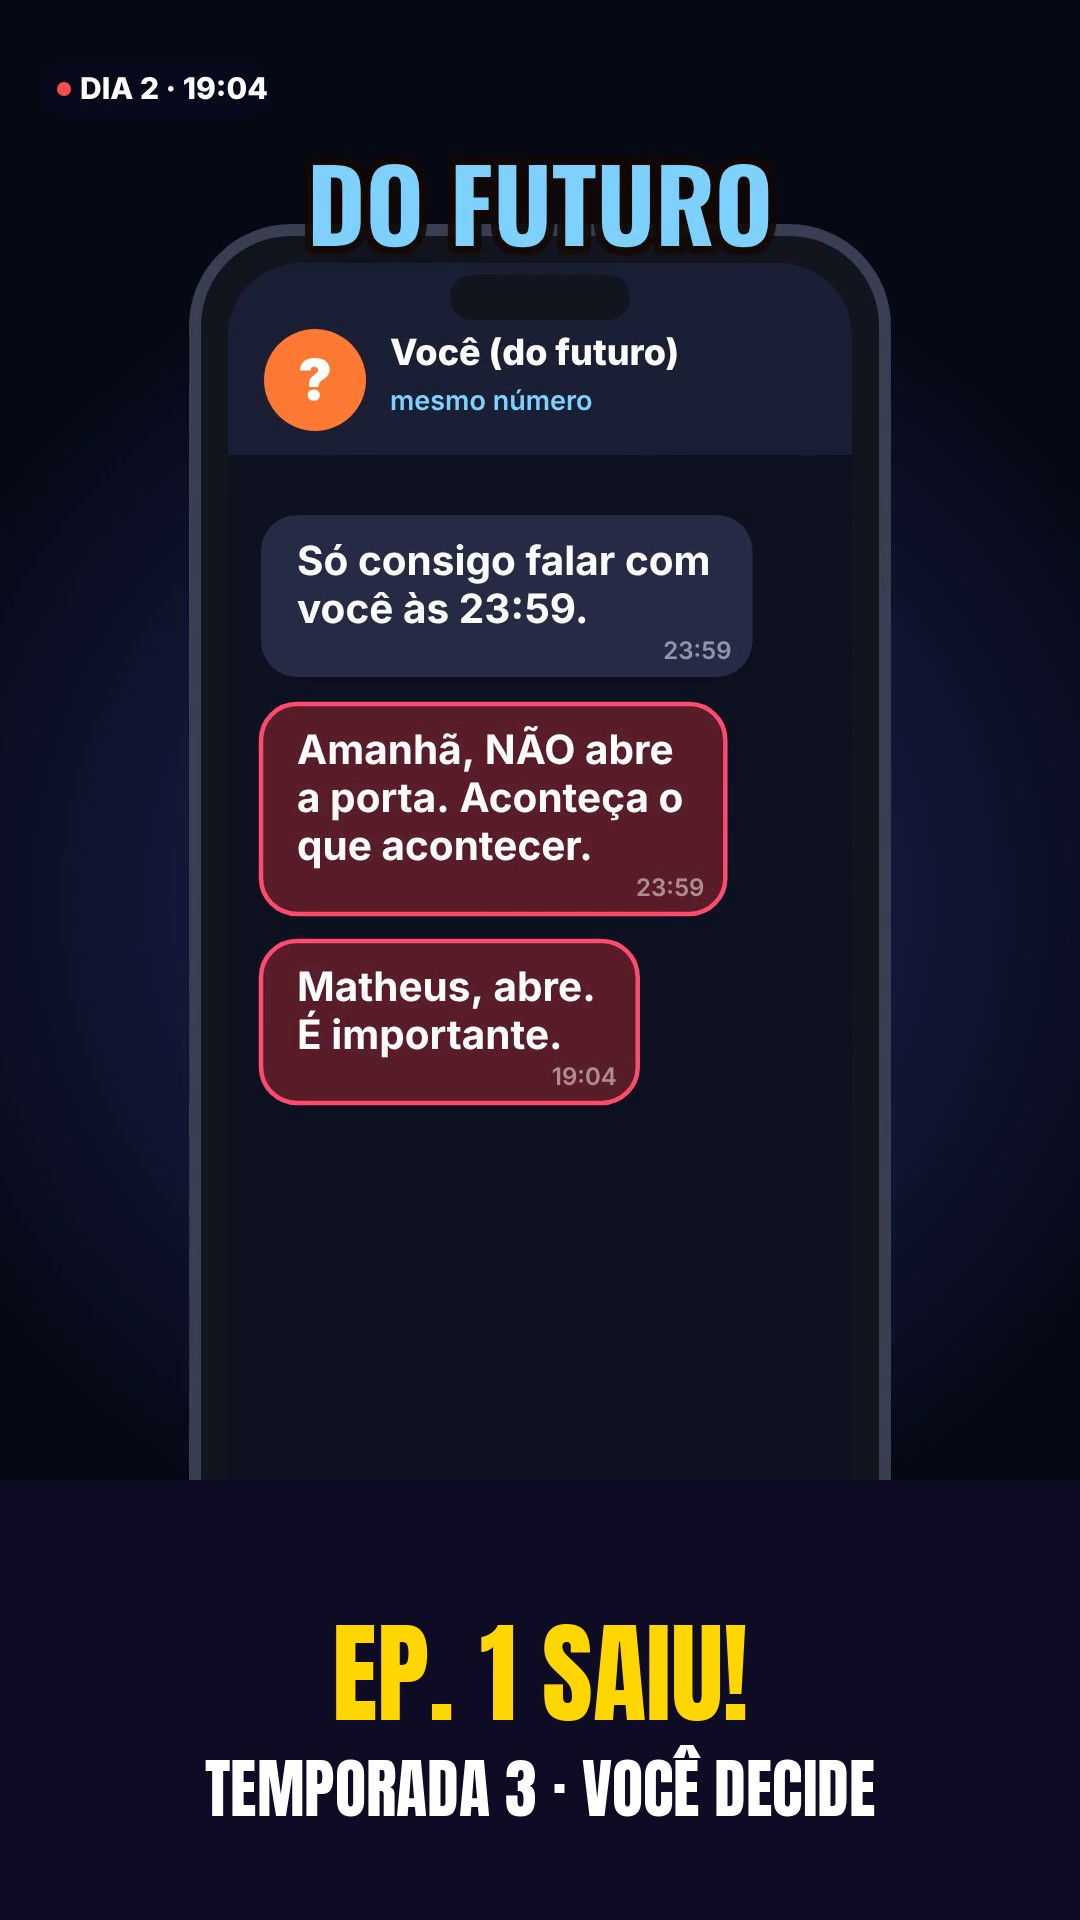 DIA 2 · 19:04
DO FUTURO
?
Você (do futuro)
mesmo número
Só consigo falar com
você às 23:59.
23:59
Amanhã, NÃO abre
a porta. Aconteça o
que acontecer.
23:59
Matheus, abre.
É importante.
19:04
EP. 1 SAIU!
TEMPORADA 3 · VOCÊ DECIDE